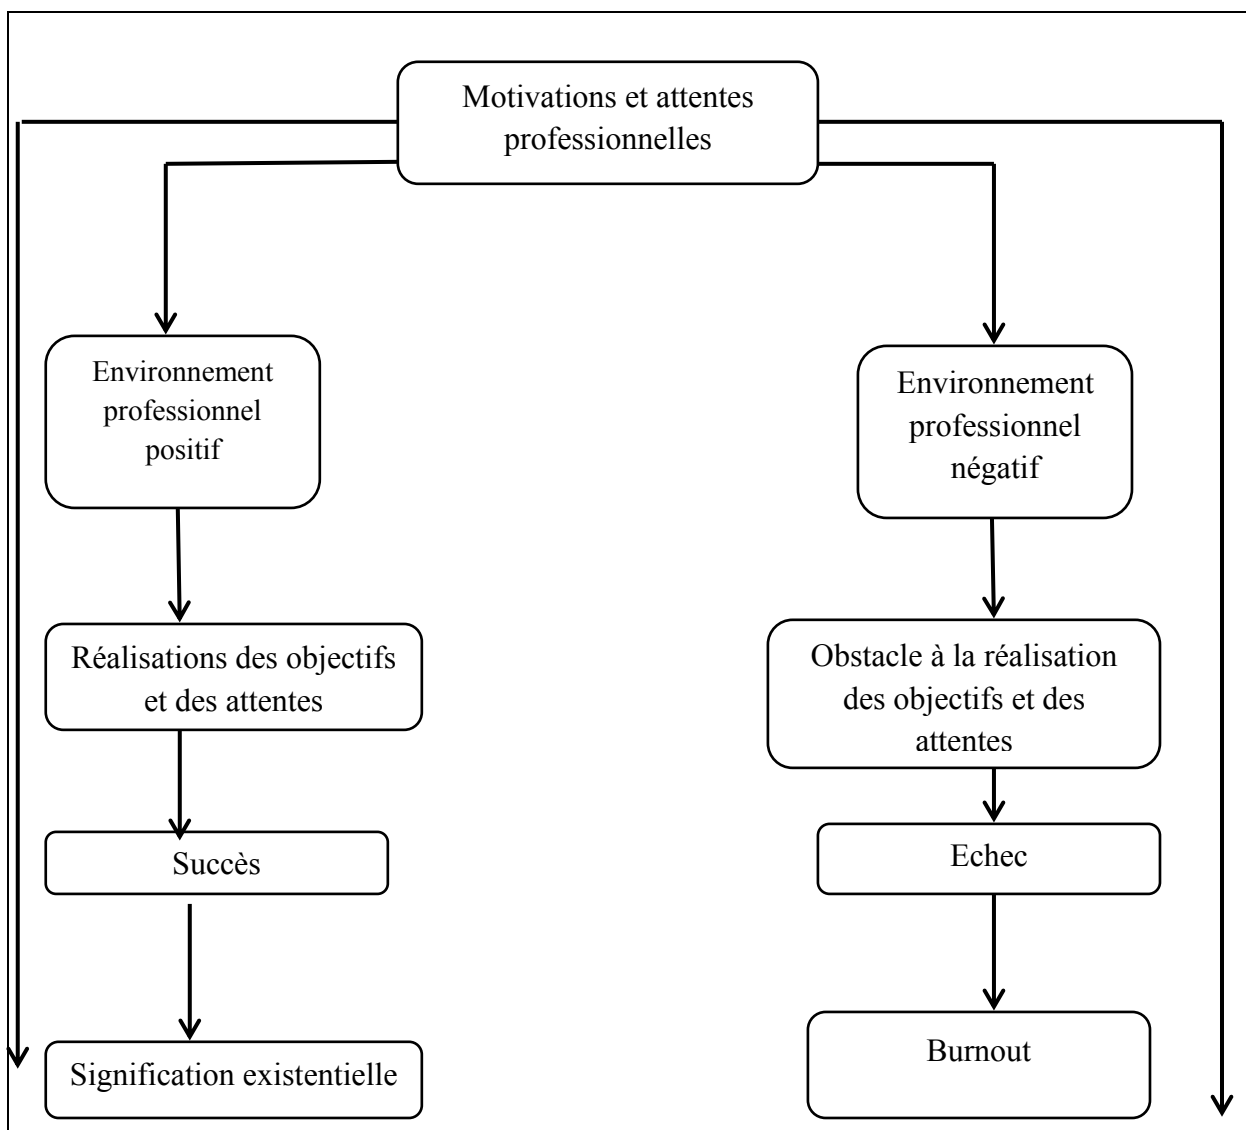 Motivations et attentes
professionnelles
Environnement
professionnel
positif
Environnement
professionnel
négatif
Réalisations des objectifs
et des attentes
Obstacle à la réalisation
des objectifs et des
attentes
Succès
Echec
Signification existentielle
Burnout